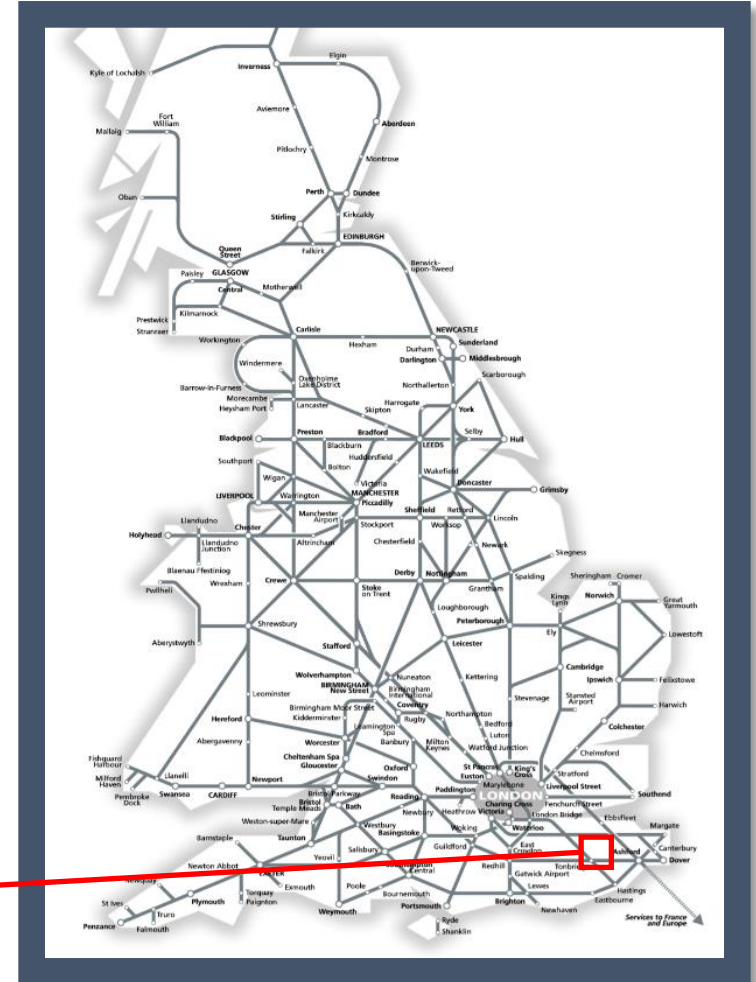 Elgin
Inverness
Kyle of Lochalsh
Aviemore
Fort
William
Mallaig
Aberdeen
Pitlochry
Montrose
Perth
Dundee
Oban
Stirling
Kirkcaldy
EDINBURGH
Queen
Street
Falkirk
Berwick-
upon-Tweed
Paisley
GLASGOW
Central
Motherwell
Prestwick
Kilmarnock
Stranraer
Carlisle
NEWCASTLE
Workington
Hexham
Durham
Sunderland
Darlington
Middlesbrough
Windermere
Scarborough
Oxenholme
Lake District
Northallerton
Barrow-in-Furness
Morecambe
Heysham Port
Lancaster
Harrogate
Skipton
York
Blackpool
Preston
Bradford
LEEDS
Selby
Hull
Blackburn
Huddersfield
Southport
Bolton
Wakefield
Wigan
Victoria
Doncaster
LIVERPOOL
Warrington
MANCHESTER
Piccadilly
Grimsby
Manchester
Airport
Sheffield
Retford
Llandudno
Chester
Stockport
Worksop
Lincoln
Holyhead
Llandudno
Junction
Altrincham
Chesterfield
Newark
Skegness
Blaenau Ffestiniog
Pwllheli
Wrexham
Crewe
Stoke
on Trent
Derby
Nottingham
Grantham
Spalding
Sheringham
Cromer
Kings
Lynn
Norwich
Great
Yarmouth
Loughborough
Shrewsbury
Peterborough
Ely
Lowestoft
Aberystwyth
Stafford
Leicester
Wolverhampton
Nuneaton
Kettering
Cambridge
BIRMINGHAM
New Street
Birmingham
International
Ipswich
Felixstowe
Leominster
Coventry
Stevenage
Stansted
Airport
Birmingham Moor Street
Harwich
Hereford
Kidderminster
Rugby
Northampton
Bedford
Colchester
Leamington
Spa
Luton
Abergavenny
Worcester
Banbury
Milton
Keynes
Watford Junction
Chelmsford
Cheltenham Spa
Gloucester
Oxford
St Pancras
King's
Cross
Fishguard
Harbour
Euston
Stratford
Milford
Haven
Llanelli
Newport
Swindon
Marylebone
Liverpool Street
Pembroke
Dock
Swansea
CARDIFF
Bristol Parkway
Reading
Paddington
LONDON
Southend
Bristol
Temple Meads
Bath
Newbury
Heathrow
Victoria
Charing Cross
Fenchurch Street
Weston-super-Mare
Westbury
Basingstoke
Woking
Waterloo
London Bridge
Ebbsfleet
Margate
Barnstaple
Taunton
Salisbury
Guildford
East
Croydon
Ashford
Canterbury
Newton Abbot
Yeovil
Redhill
Gatwick Airport
Dover
EXETER
Central
Newquay
Exmouth
Poole
Bournemouth
Lewes
Hastings
St Ives
Plymouth
Torquay
Paignton
Weymouth
Portsmouth
Brighton
Newhaven
Eastbourne
Truro
Penzance
Falmouth
Ryde
Shanklin
Services to France
and Europe